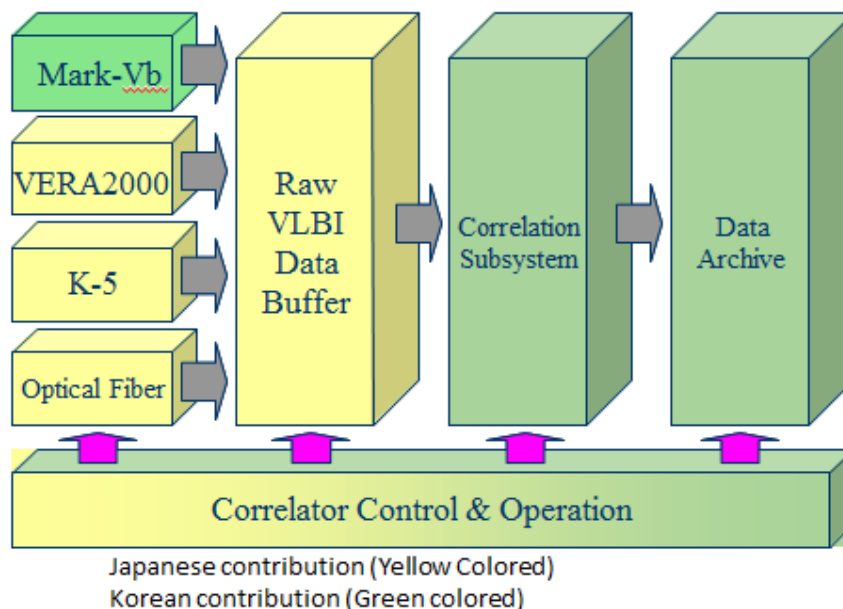 Mark-Vb
VERA2000
K-5
Optical Fiber
Raw
VLBI
Data
Buffer
Correlation
Subsystem
Data
Archive
Correlator Control & Operation
Japanese contribution (Yellow Colored)
Korean contribution (Green colored)